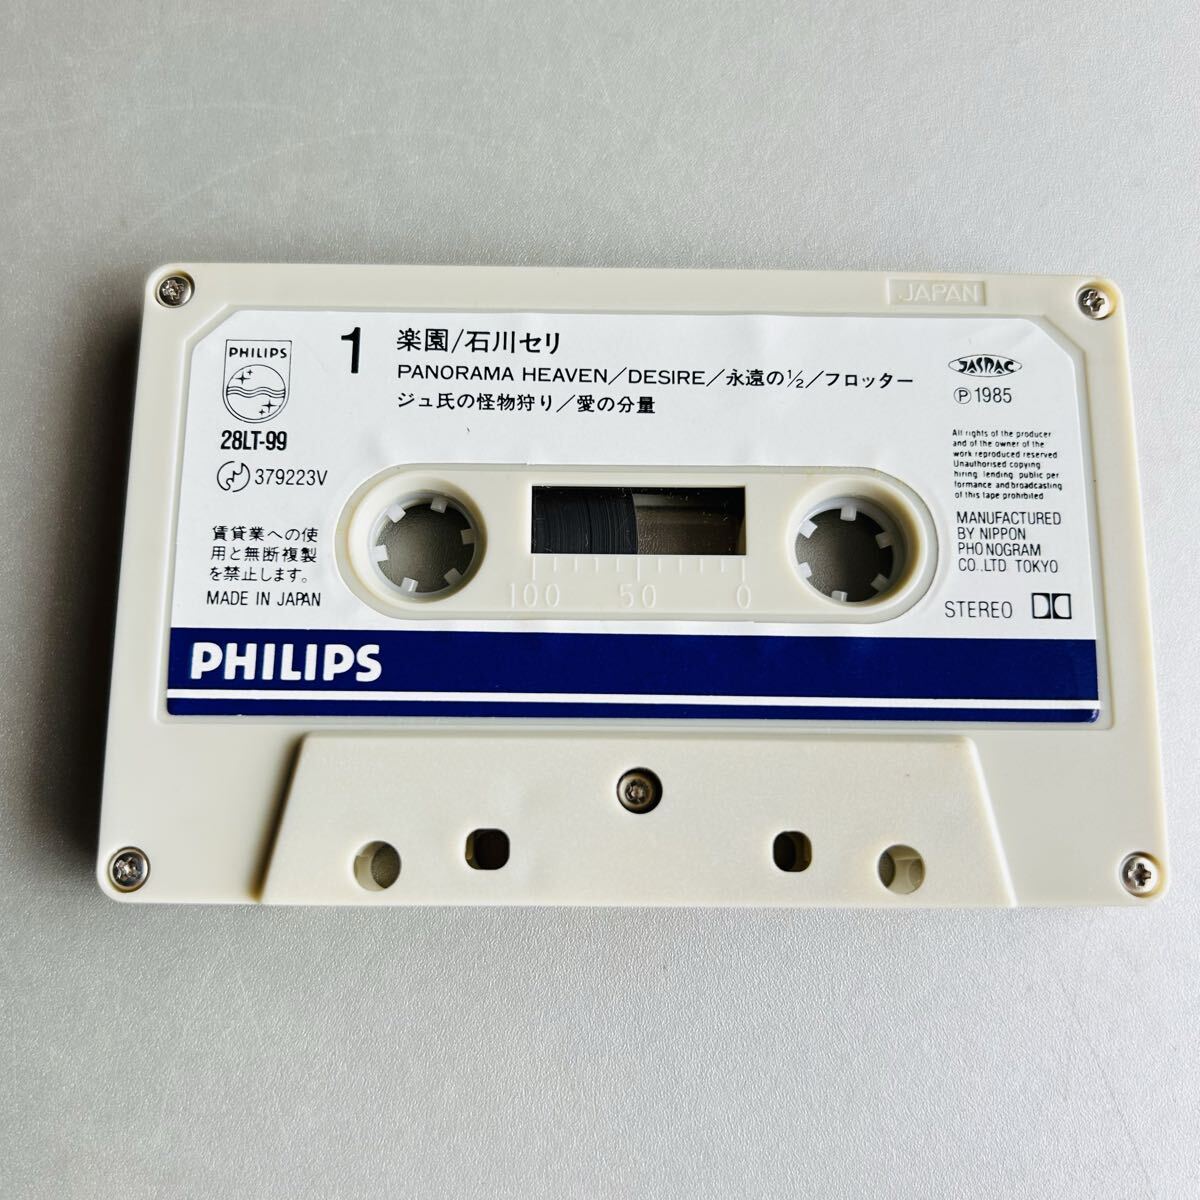 JAPAN
PHILIPS
28LT-99
379223V
賃貸業への使
用と無断複製
を禁止します。
MADE IN JAPAN
1
楽園/石川セリ
PANORAMA HEAVEN/DESIRE/永遠の½/フロッター
ジュ氏の怪物狩り/愛の分量
JASRAC
Ⓟ1985
All rights of the producer
and of the owner of the
work reproduced reserved
Unauthorised copying
hiring lending public per
formance and broadcasting
of this tape prohibited
MANUFACTURED
BY NIPPON
PHONOGRAM
CO.,LTD. TOKYO
STEREO
100 50 0
PHILIPS